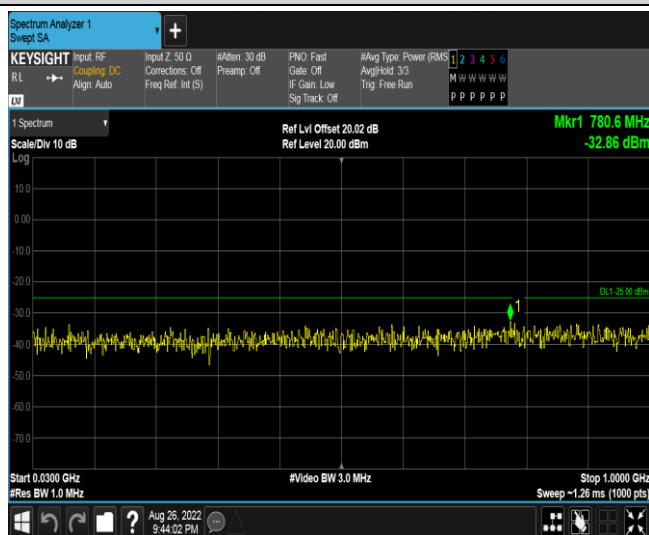 Spectrum Analyzer 1
Swept SA
+
KEYSIGHT
RL
LXI
Input: RF
Coupling: DC
Align: Auto
Input Z: 50 Ω
Corrections: Off
Freq Ref: Int (S)
#Atten: 30 dB
Preamp: Off
PNO: Fast
Gate: Off
IF Gain: Low
Sig Track: Off
#Avg Type: Power (RMS
Avg|Hold: 3/3
Trig: Free Run
1 2 3 4 5 6
M W W W W W
P P P P P P
1 Spectrum
Scale/Div 10 dB
Log
Ref Lvl Offset 20.02 dB
Ref Level 20.00 dBm
Mkr1 780.6 MHz
-32.86 dBm
10.0
0.00
-10.0
-20.0
DL1 -25.00 dBm
-30.0
1
-40.0
-50.0
-60.0
-70.0
Start 0.0300 GHz
#Video BW 3.0 MHz
Stop 1.0000 GHz
#Res BW 1.0 MHz
Sweep ~1.26 ms (1000 pts)
?
Aug 26, 2022
9:44:02 PM